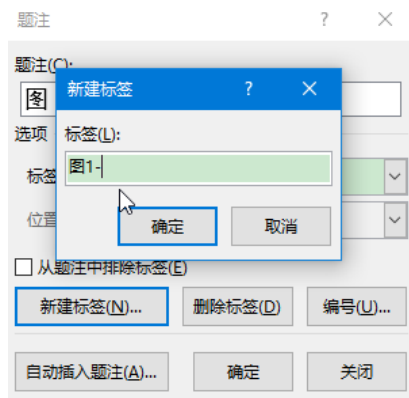 题注
题注(C):
图
新建标签
标签(L):
图1-
确定 取消
选项
标签
位置
从题注中排除标签(E)
新建标签(N)... 删除标签(D) 编号(U)...
自动插入题注(A)... 确定 关闭